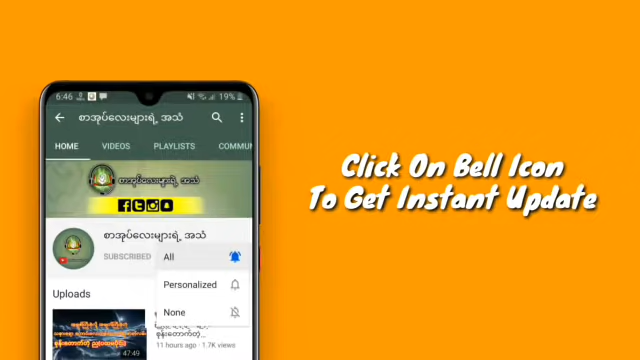 6:46
19%
စာအုပ်လေးများရဲ့ အသံ
HOME VIDEOS PLAYLISTS COMMUN
စာအုပ်လေးများရဲ့ အသံ
စာအုပ်လေးများရဲ့ အသံ
SUBSCRIBED
All
Personalized
None
Uploads
47:49
11 hours ago · 1.7K views
Click On Bell Icon
To Get Instant Update